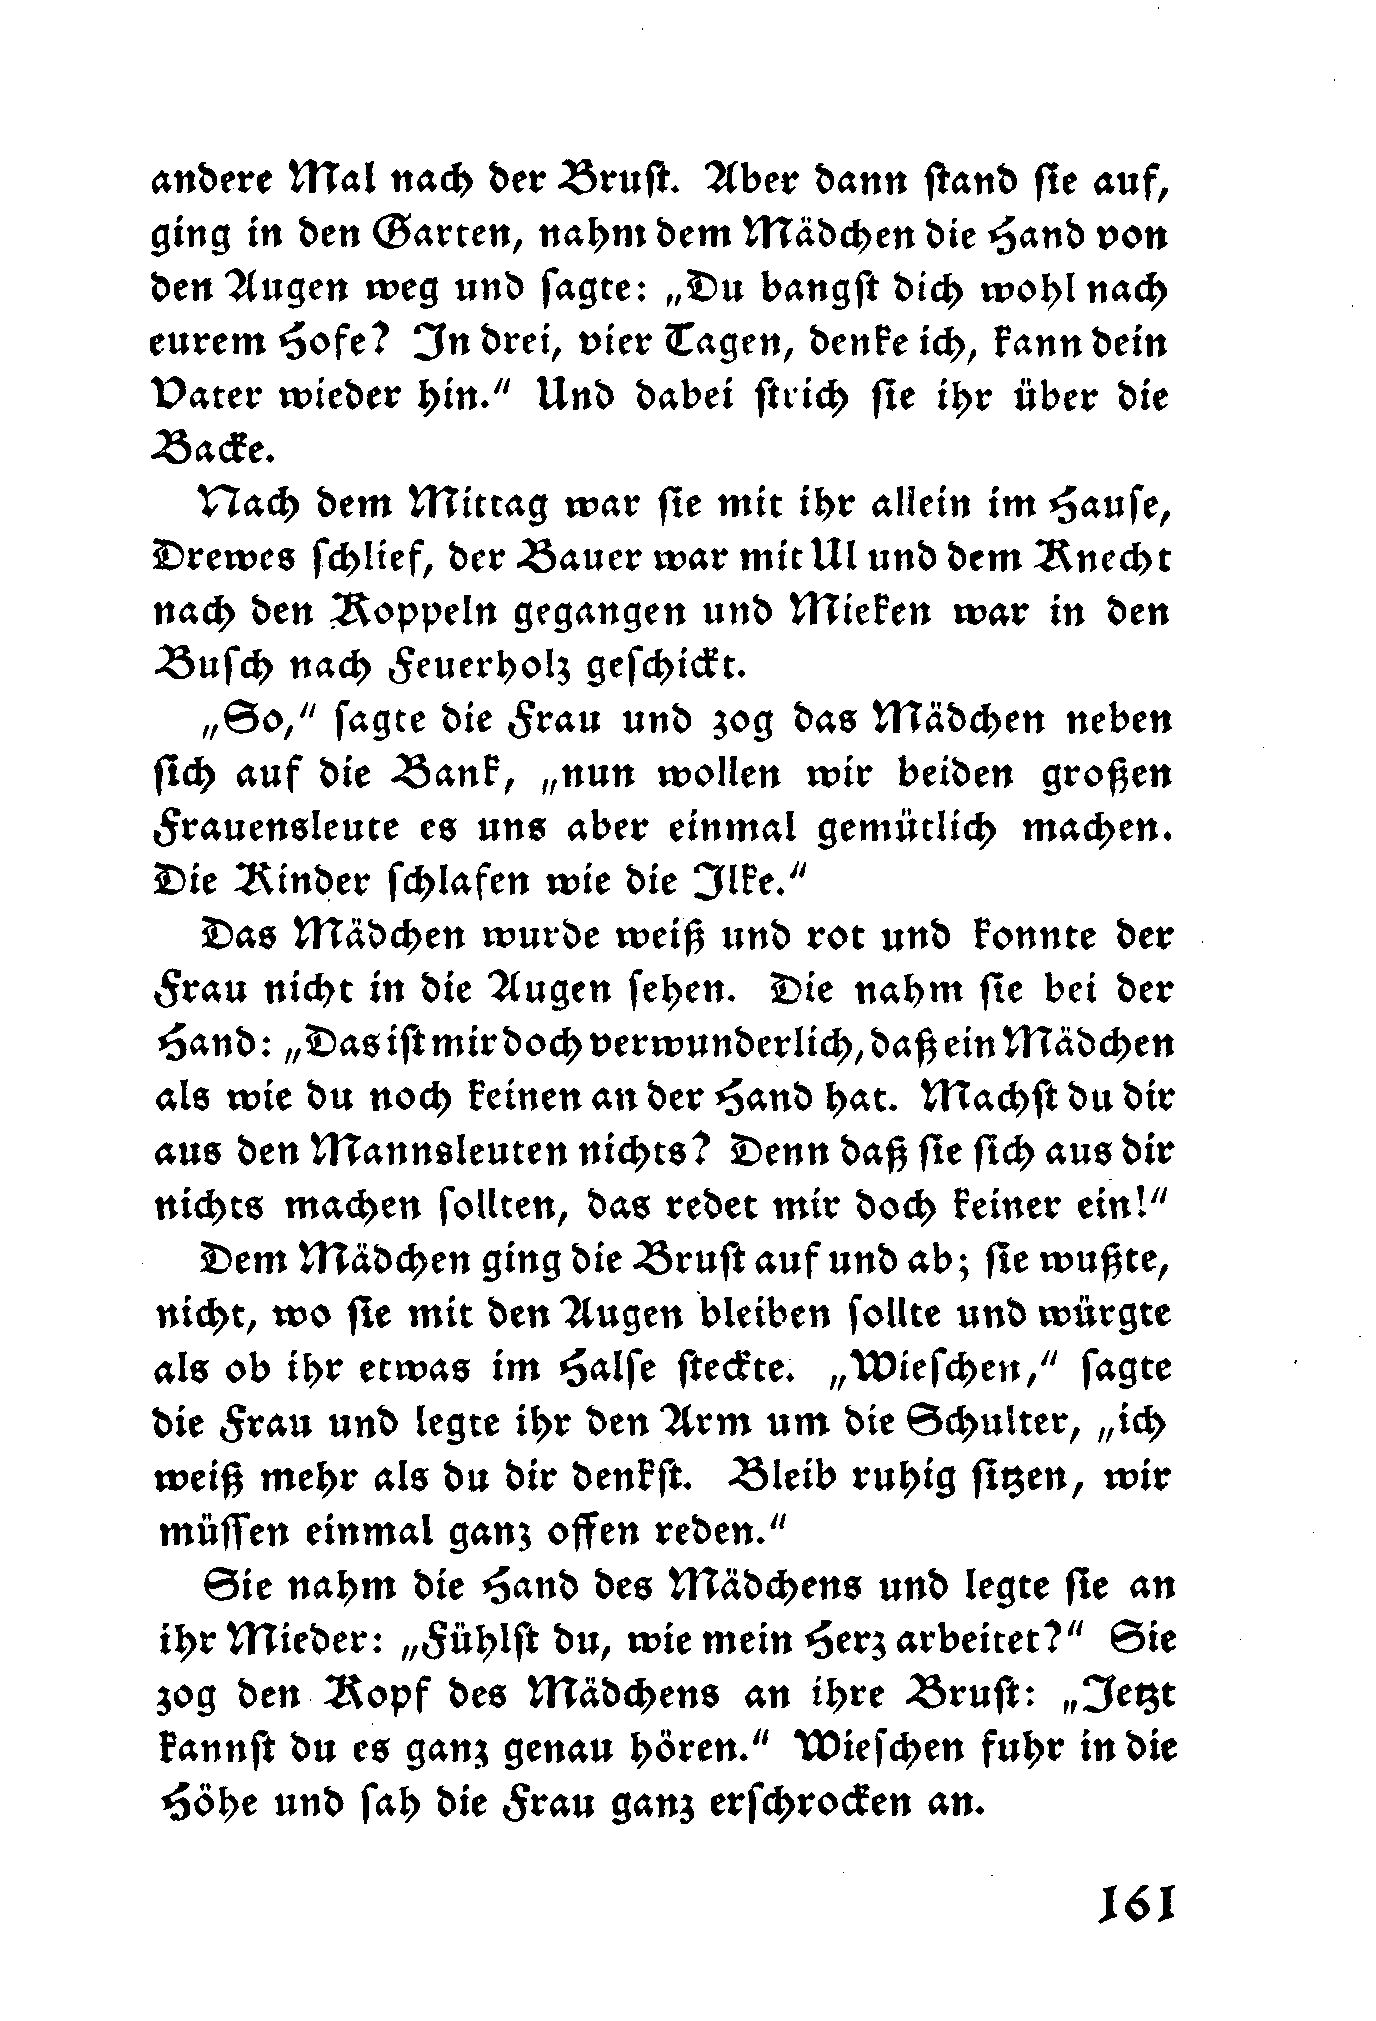 andere Mal nach der Brust. Aber dann stand sie auf,
ging in den Garten, nahm dem Mädchen die Hand von
den Augen weg und sagte: „Du bangst dich wohl nach
eurem Hofe? In drei, vier Tagen, denke ich, kann dein
Vater wieder hin.“ Und dabei strich sie ihr über die
Backe.
Nach dem Mittag war sie mit ihr allein im Hause,
Drewes schlief, der Bauer war mit Ul und dem Knecht
nach den Koppeln gegangen und Mieken war in den
Busch nach Feuerholz geschickt.
„So,“ sagte die Frau und zog das Mädchen neben
sich auf die Bank, „nun wollen wir beiden großen
Frauensleute es uns aber einmal gemütlich machen.
Die Kinder schlafen wie die Ilke.“
Das Mädchen wurde weiß und rot und konnte der
Frau nicht in die Augen sehen. Die nahm sie bei der
Hand: „Das ist mir doch verwunderlich, daß ein Mädchen
als wie du noch keinen an der Hand hat. Machst du dir
aus den Mannsleuten nichts? Denn daß sie sich aus dir
nichts machen sollten, das redet mir doch keiner ein!“
Dem Mädchen ging die Brust auf und ab; sie wußte,
nicht, wo sie mit den Augen bleiben sollte und würgte
als ob ihr etwas im Halse steckte. „Wieschen,“ sagte
die Frau und legte ihr den Arm um die Schulter, „ich
weiß mehr als du dir denkst. Bleib ruhig sitzen, wir
müssen einmal ganz offen reden.“
Sie nahm die Hand des Mädchens und legte sie an
ihr Mieder: „Fühlst du, wie mein Herz arbeitet?“ Sie
zog den Kopf des Mädchens an ihre Brust: „Jetzt
kannst du es ganz genau hören.“ Wieschen fuhr in die
Höhe und sah die Frau ganz erschrocken an.
161